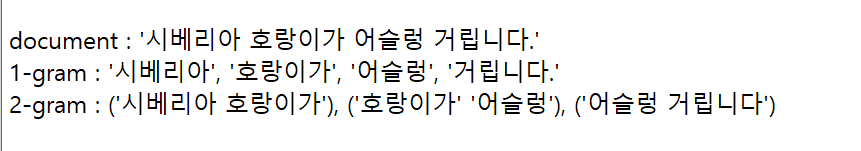 document : '시베리아 호랑이가 어슬렁 거립니다.'
1-gram : '시베리아', '호랑이가', '어슬렁', '거립니다.'
2-gram : ('시베리아 호랑이가'), ('호랑이가' '어슬렁'), ('어슬렁 거립니다')